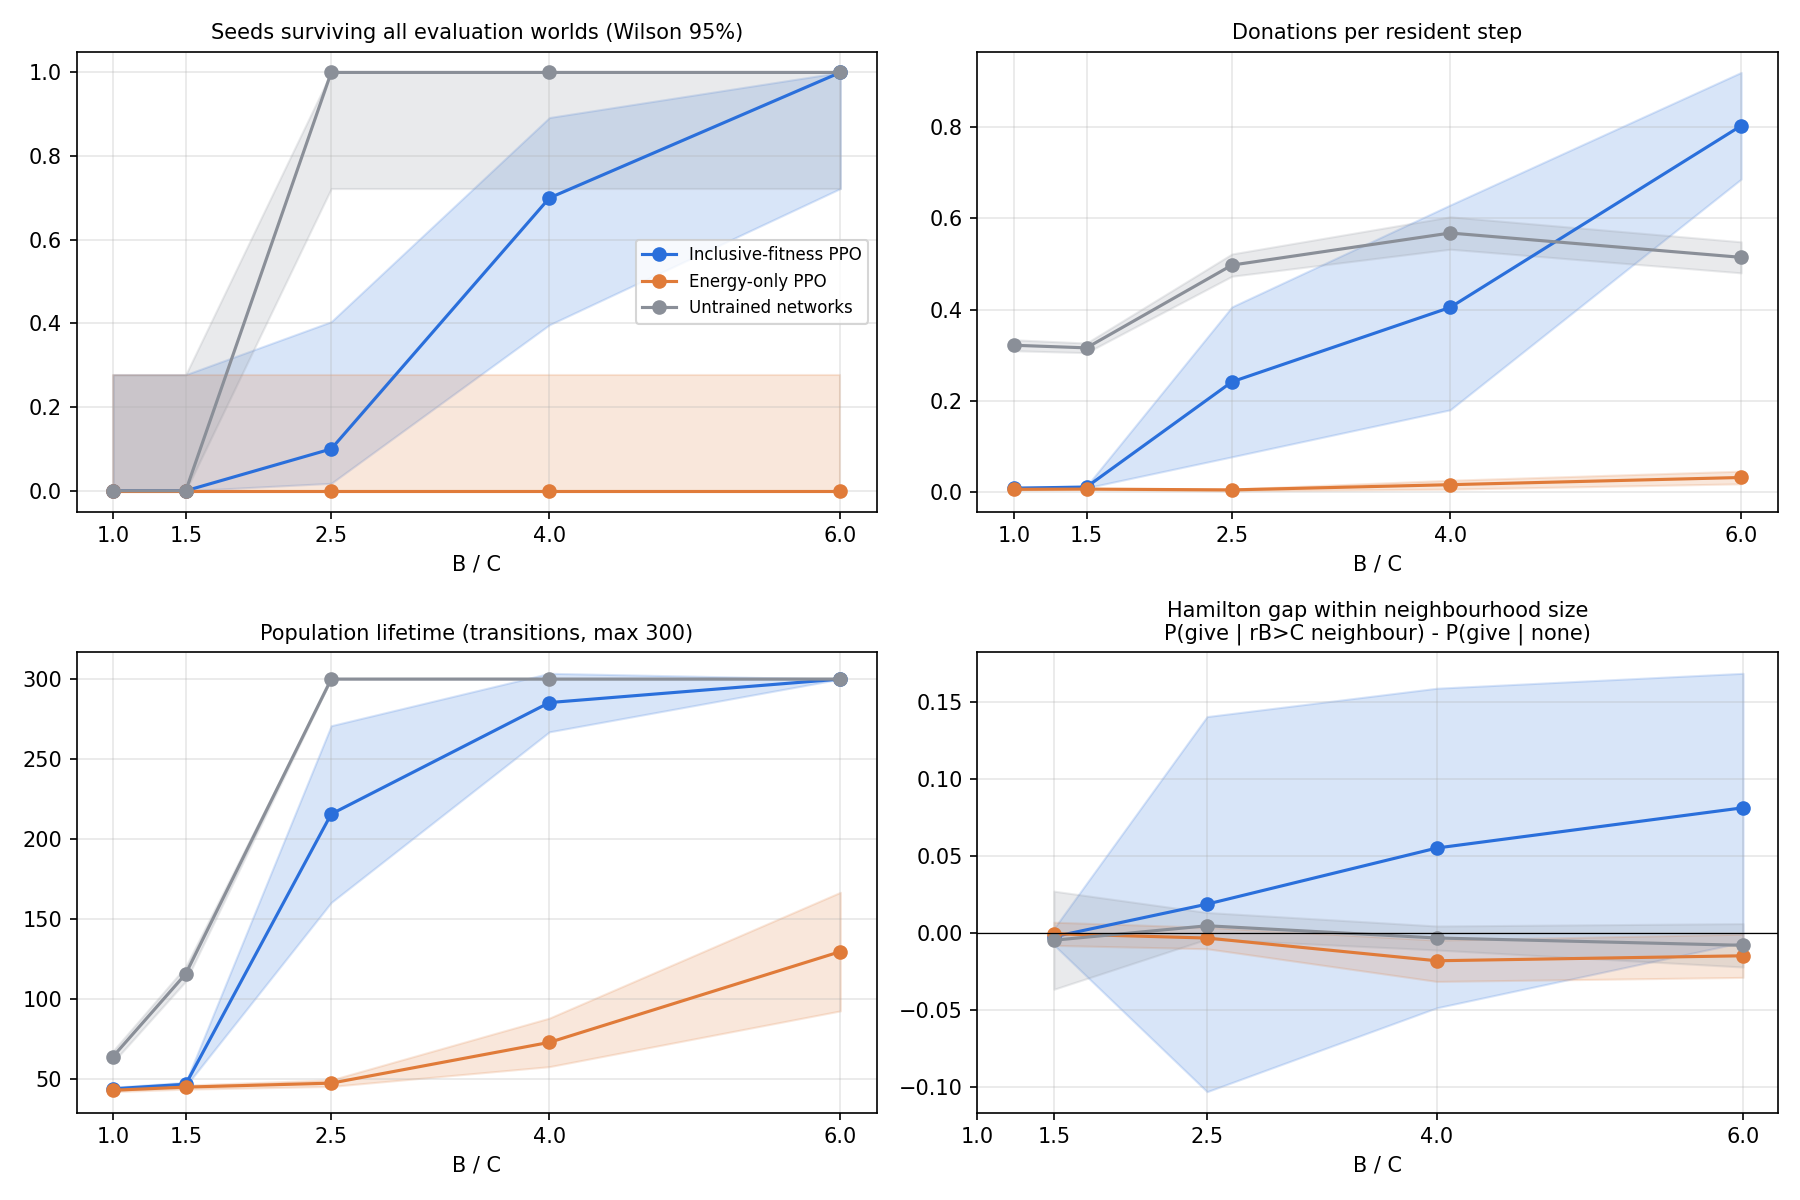 Seeds surviving all evaluation worlds (Wilson 95%)
1.0
0.8
0.6
0.4
0.2
0.0
Inclusive-fitness PPO
Energy-only PPO
Untrained networks
1.0 1.5 2.5 4.0 6.0
B / C
Donations per resident step
0.8
0.6
0.4
0.2
0.0
1.0 1.5 2.5 4.0 6.0
B / C
Population lifetime (transitions, max 300)
300
250
200
150
100
50
1.0 1.5 2.5 4.0 6.0
B / C
Hamilton gap within neighbourhood size
P(give | rB>C neighbour) - P(give | none)
0.15
0.10
0.05
0.00
−0.05
−0.10
1.0 1.5 2.5 4.0 6.0
B / C